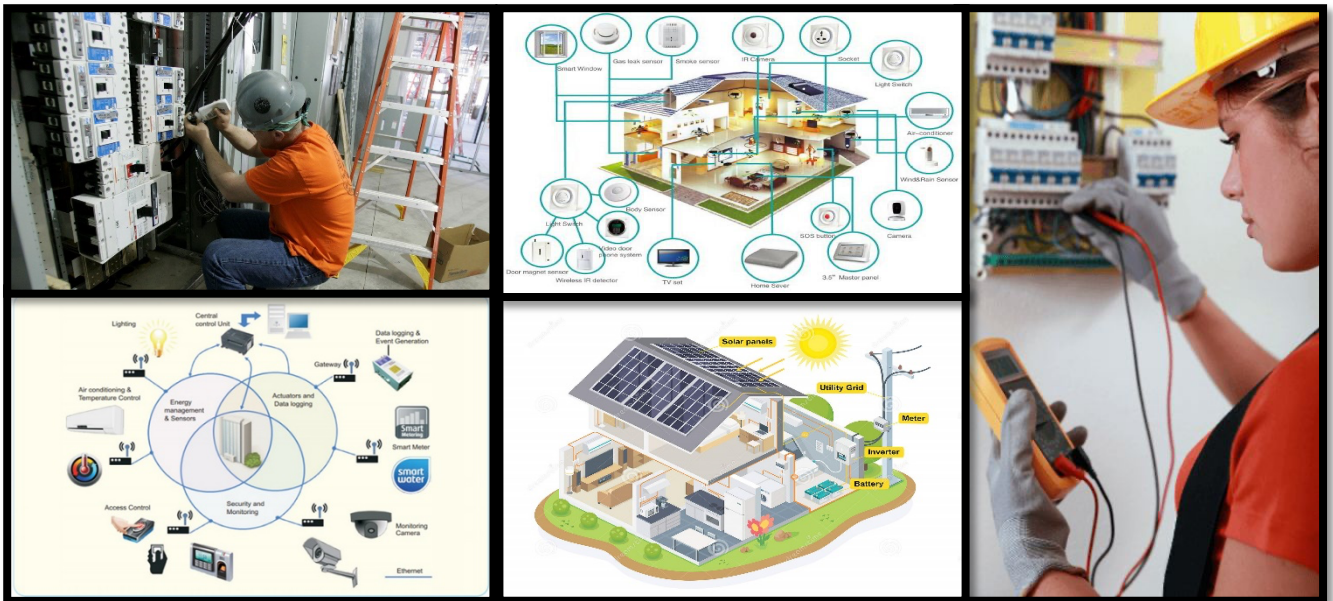 Smart Window
Gas leak sensor
Smoke sensor
IR Camera
Socket
Light Switch
Air-conditioner
Wind&Rain Sensor
Camera
Light Switch
Body Sensor
Video door
phone system
Door magnet sensor
Wireless IR detector
TV set
Home Sever
3.5" Mastor panel
SOS button
Lighting
Central
control Unit
Data logging &
Event Generation
Gateway
Air conditioning &
Temperature Control
Energy
management
& Sensors
Actuators and
Data logging
Smart
Metering
Smart Meter
smart
water
Security and
Monitoring
Access Control
Monitoring
Camera
Ethernet
Solar panels
Utility Grid
Meter
Inverter
Battery